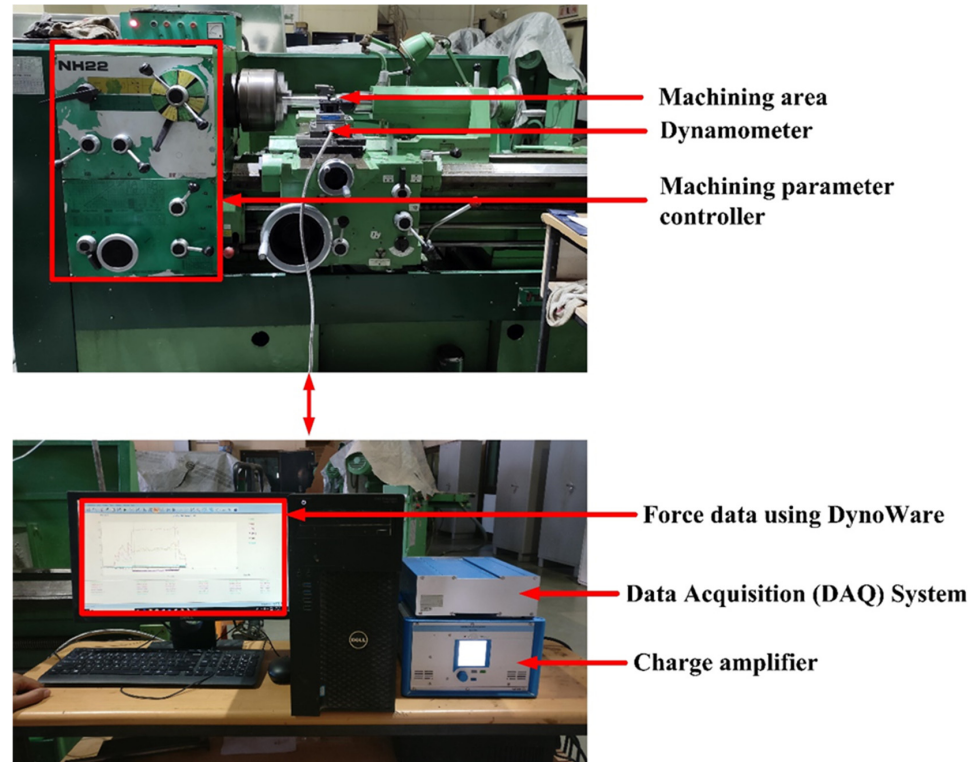 NH22
Machining area
Dynamometer
Machining parameter
controller
Force data using DynoWare
Data Acquisition (DAQ) System
Charge amplifier
DELL